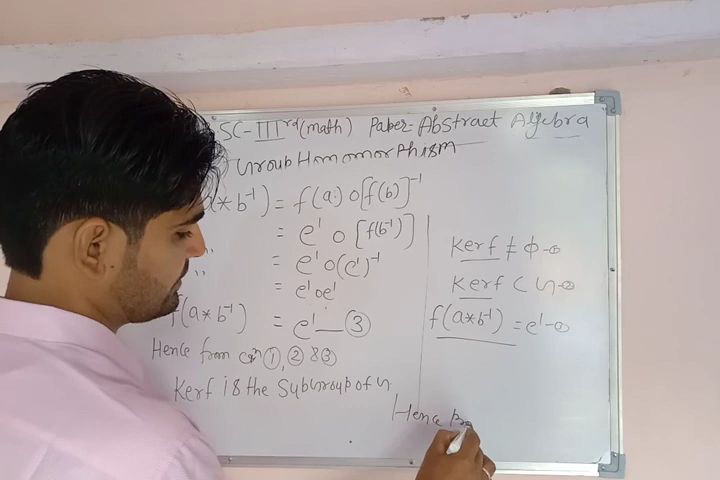 SC-IIIrd (math) Paper-Abstract Algebra
Group Homomorphism
a*b⁻¹) = f(a) o [f(b)]⁻¹
" = e' o [f(b⁻¹)]
" = e' o (e')⁻¹
= e' o e'
f(a*b⁻¹) = e' — ③
Hence from eqn ①, ② & ③
Kerf is the Subgroup of G.
Kerf ≠ ϕ -①
Kerf ⊂ G -②
f(a*b⁻¹) = e' -③
Hence Pr